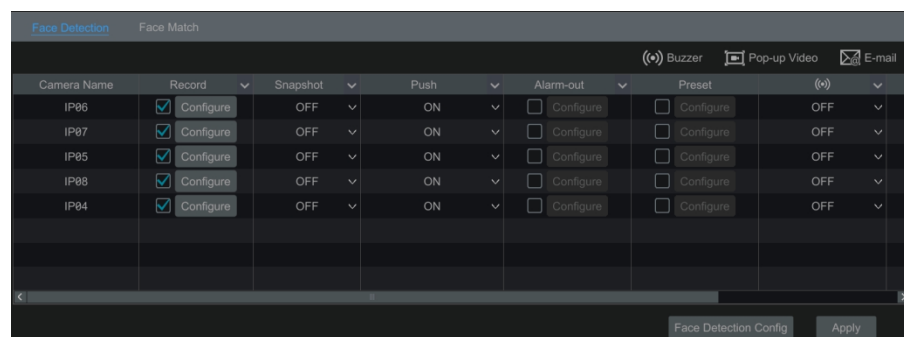 Face Detection Face Match
Buzzer Pop-up Video E-mail
Camera Name Record Snapshot Push Alarm-out Preset
IP06 Configure OFF ON Configure Configure OFF
IP07 Configure OFF ON Configure Configure OFF
IP05 Configure OFF ON Configure Configure OFF
IP08 Configure OFF ON Configure Configure OFF
IP04 Configure OFF ON Configure Configure OFF
Face Detection Config Apply